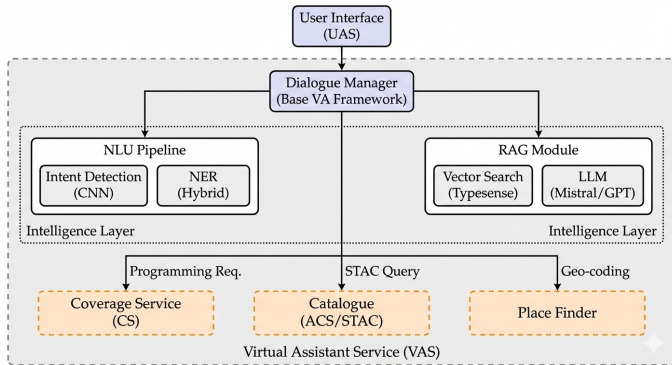 User Interface
(UAS)
Dialogue Manager
(Base VA Framework)
NLU Pipeline
Intent Detection
(CNN)
NER
(Hybrid)
RAG Module
Vector Search
(Typesense)
LLM
(Mistral/GPT)
Intelligence Layer
Intelligence Layer
Programming Req.
STAC Query
Geo-coding
Coverage Service
(CS)
Catalogue
(ACS/STAC)
Place Finder
Virtual Assistant Service (VAS)